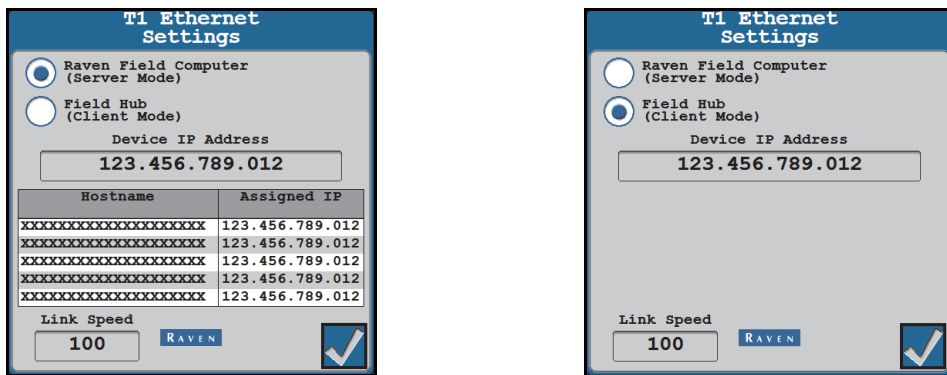 T1 Ethernet
Settings
Raven Field Computer
(Server Mode)
Field Hub
(Client Mode)
Device IP Address
123.456.789.012
Hostname Assigned IP
XXXXXXXXXXXXXXXXXXXX 123.456.789.012
XXXXXXXXXXXXXXXXXXXX 123.456.789.012
XXXXXXXXXXXXXXXXXXXX 123.456.789.012
XXXXXXXXXXXXXXXXXXXX 123.456.789.012
XXXXXXXXXXXXXXXXXXXX 123.456.789.012
Link Speed
100
RAVEN
T1 Ethernet
Settings
Raven Field Computer
(Server Mode)
Field Hub
(Client Mode)
Device IP Address
123.456.789.012
Link Speed
100
RAVEN